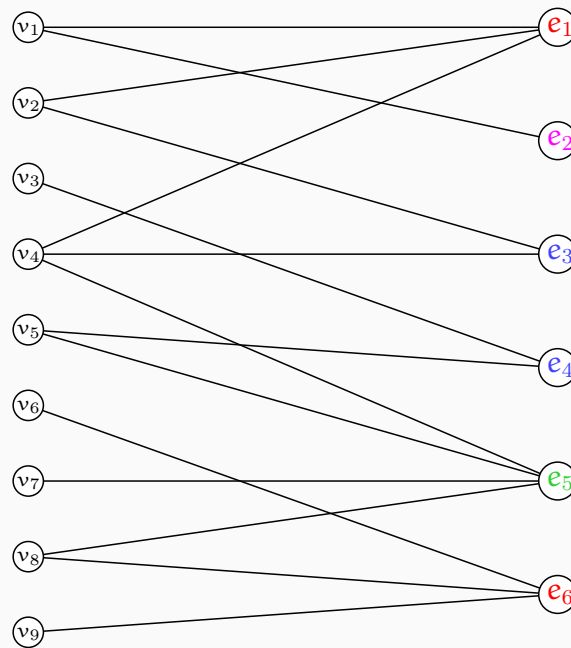 v₁ e₁
v₂
e₂
v₃
v₄ e₃
v₅
e₄
v₆
v₇ e₅
v₈
e₆
v₉